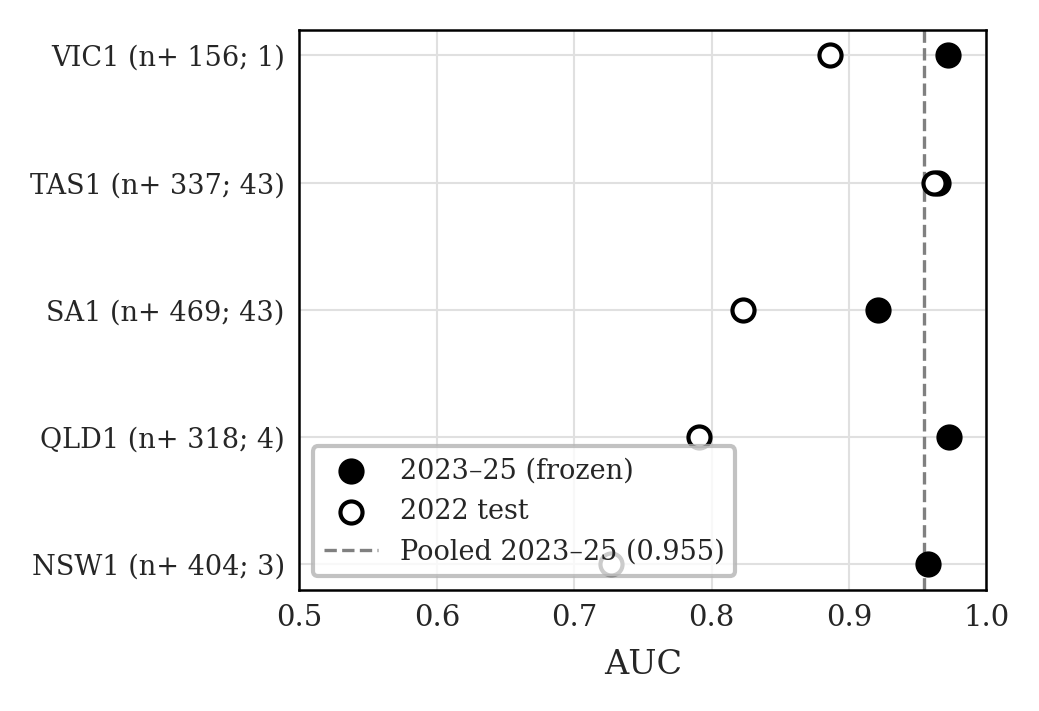 VIC1 (n+ 156; 1)
TAS1 (n+ 337; 43)
SA1 (n+ 469; 43)
QLD1 (n+ 318; 4)
NSW1 (n+ 404; 3)
2023–25 (frozen)
2022 test
Pooled 2023–25 (0.955)
0.5 0.6 0.7 0.8 0.9 1.0
AUC